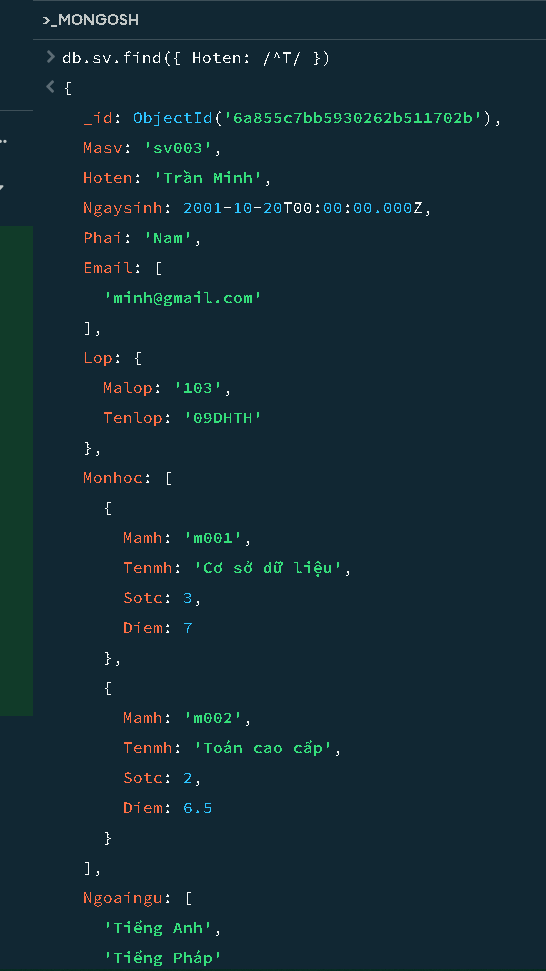 >_MONGOSH
> db.sv.find({ Hoten: /^T/ })
< {
_id: ObjectId('6a855c7bb5930262b511702b'),
Masv: 'sv003',
Hoten: 'Trần Minh',
Ngaysinh: 2001-10-20T00:00:00.000Z,
Phai: 'Nam',
Email: [
'minh@gmail.com'
],
Lop: {
Malop: '103',
Tenlop: '09DHTH'
},
Monhoc: [
{
Mamh: 'm001',
Tenmh: 'Cơ sở dữ liệu',
Sotc: 3,
Diem: 7
},
{
Mamh: 'm002',
Tenmh: 'Toán cao cấp',
Sotc: 2,
Diem: 6.5
}
],
Ngoaingu: [
'Tiếng Anh',
'Tiếng Pháp'